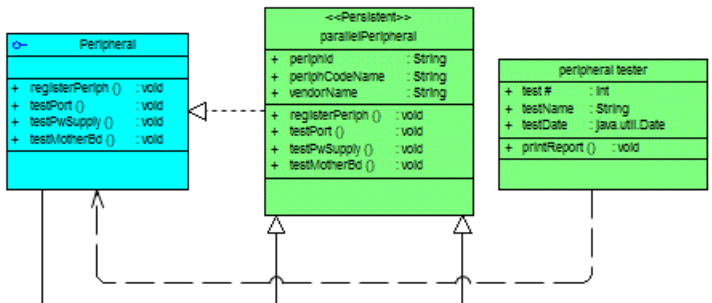 Peripheral
+ registerPeriph () : void
+ testPort () : void
+ testPwSupply () : void
+ testMotherBd () : void
<<Persistent>>
parallelPeripheral
+ periphId : String
+ periphCodeName : String
+ vendorName : String
+ registerPeriph () : void
+ testPort () : void
+ testPwSupply () : void
+ testMotherBd () : void
peripheral tester
+ test # : int
+ testName : String
+ testDate : java.util.Date
+ printReport () : void